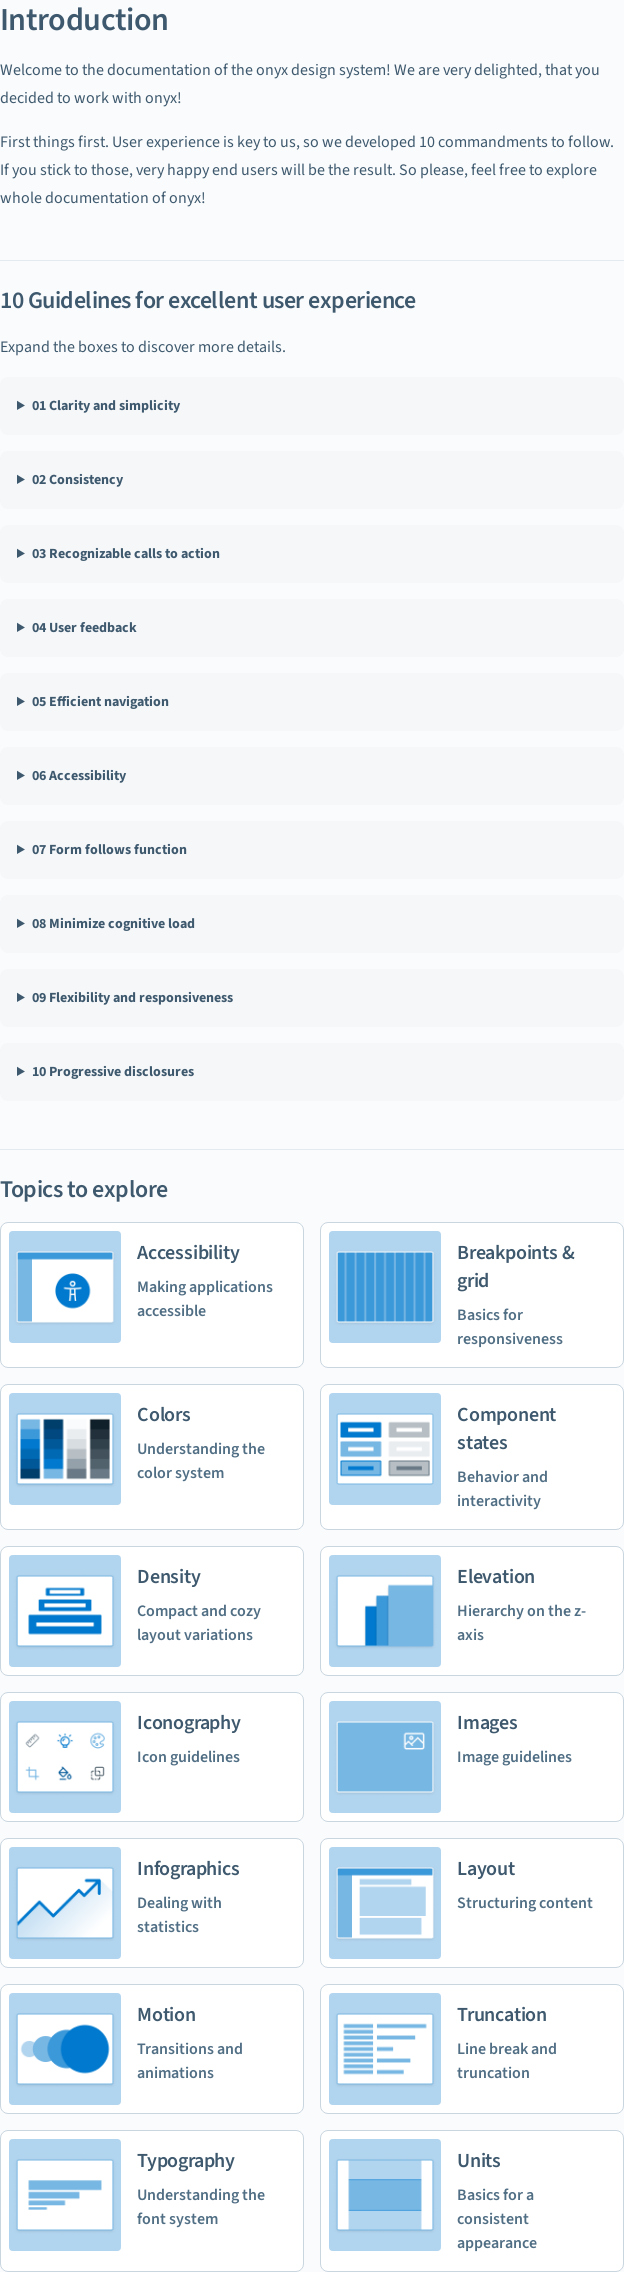 Introduction
Welcome to the documentation of the onyx design system! We are very delighted, that you
decided to work with onyx!
First things first. User experience is key to us, so we developed 10 commandments to follow.
If you stick to those, very happy end users will be the result. So please, feel free to explore
whole documentation of onyx!
10 Guidelines for excellent user experience
Expand the boxes to discover more details.
01 Clarity and simplicity
02 Consistency
03 Recognizable calls to action
04 User feedback
05 Efficient navigation
06 Accessibility
07 Form follows function
08 Minimize cognitive load
09 Flexibility and responsiveness
10 Progressive disclosures
Topics to explore
Accessibility
Making applications
accessible
Breakpoints &
grid
Basics for
responsiveness
Colors
Understanding the
color system
Component
states
Behavior and
interactivity
Density
Compact and cozy
layout variations
Elevation
Hierarchy on the z-
axis
Iconography
Icon guidelines
Images
Image guidelines
Infographics
Dealing with
statistics
Layout
Structuring content
Motion
Transitions and
animations
Truncation
Line break and
truncation
Typography
Understanding the
font system
Units
Basics for a
consistent
appearance